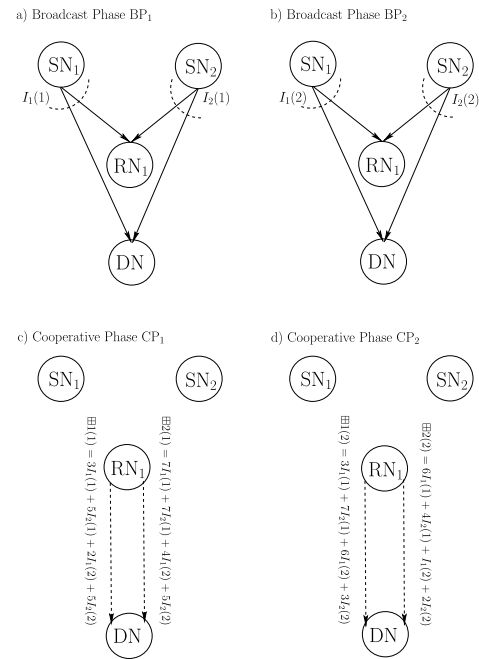 a) Broadcast Phase BP₁
b) Broadcast Phase BP₂
SN₁
SN₂
I₁(1)
I₂(1)
RN₁
DN
SN₁
SN₂
I₁(2)
I₂(2)
RN₁
DN
c) Cooperative Phase CP₁
d) Cooperative Phase CP₂
SN₁
SN₂
⊞1(1) = 3I₁(1) + 5I₂(1) + 2I₁(2) + 5I₂(2)
⊞2(1) = 7I₁(1) + 7I₂(1) + 4I₁(2) + 5I₂(2)
RN₁
DN
SN₁
SN₂
⊞1(2) = 3I₁(1) + 7I₂(1) + 6I₁(2) + 3I₂(2)
⊞2(2) = 6I₁(1) + 4I₂(1) + I₁(2) + 2I₂(2)
RN₁
DN